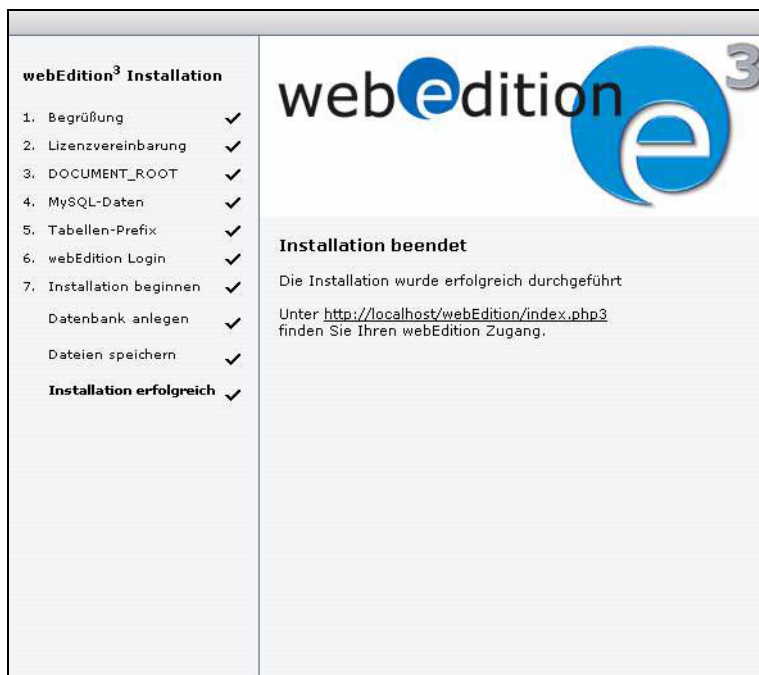 webEdition³ Installation
1. Begrüßung
2. Lizenzvereinbarung
3. DOCUMENT_ROOT
4. MySQL-Daten
5. Tabellen-Prefix
6. webEdition Login
7. Installation beginnen
Datenbank anlegen
Dateien speichern
Installation erfolgreich
webedition
e
3
Installation beendet
Die Installation wurde erfolgreich durchgeführt
Unter http://localhost/webEdition/index.php3
finden Sie Ihren webEdition Zugang.